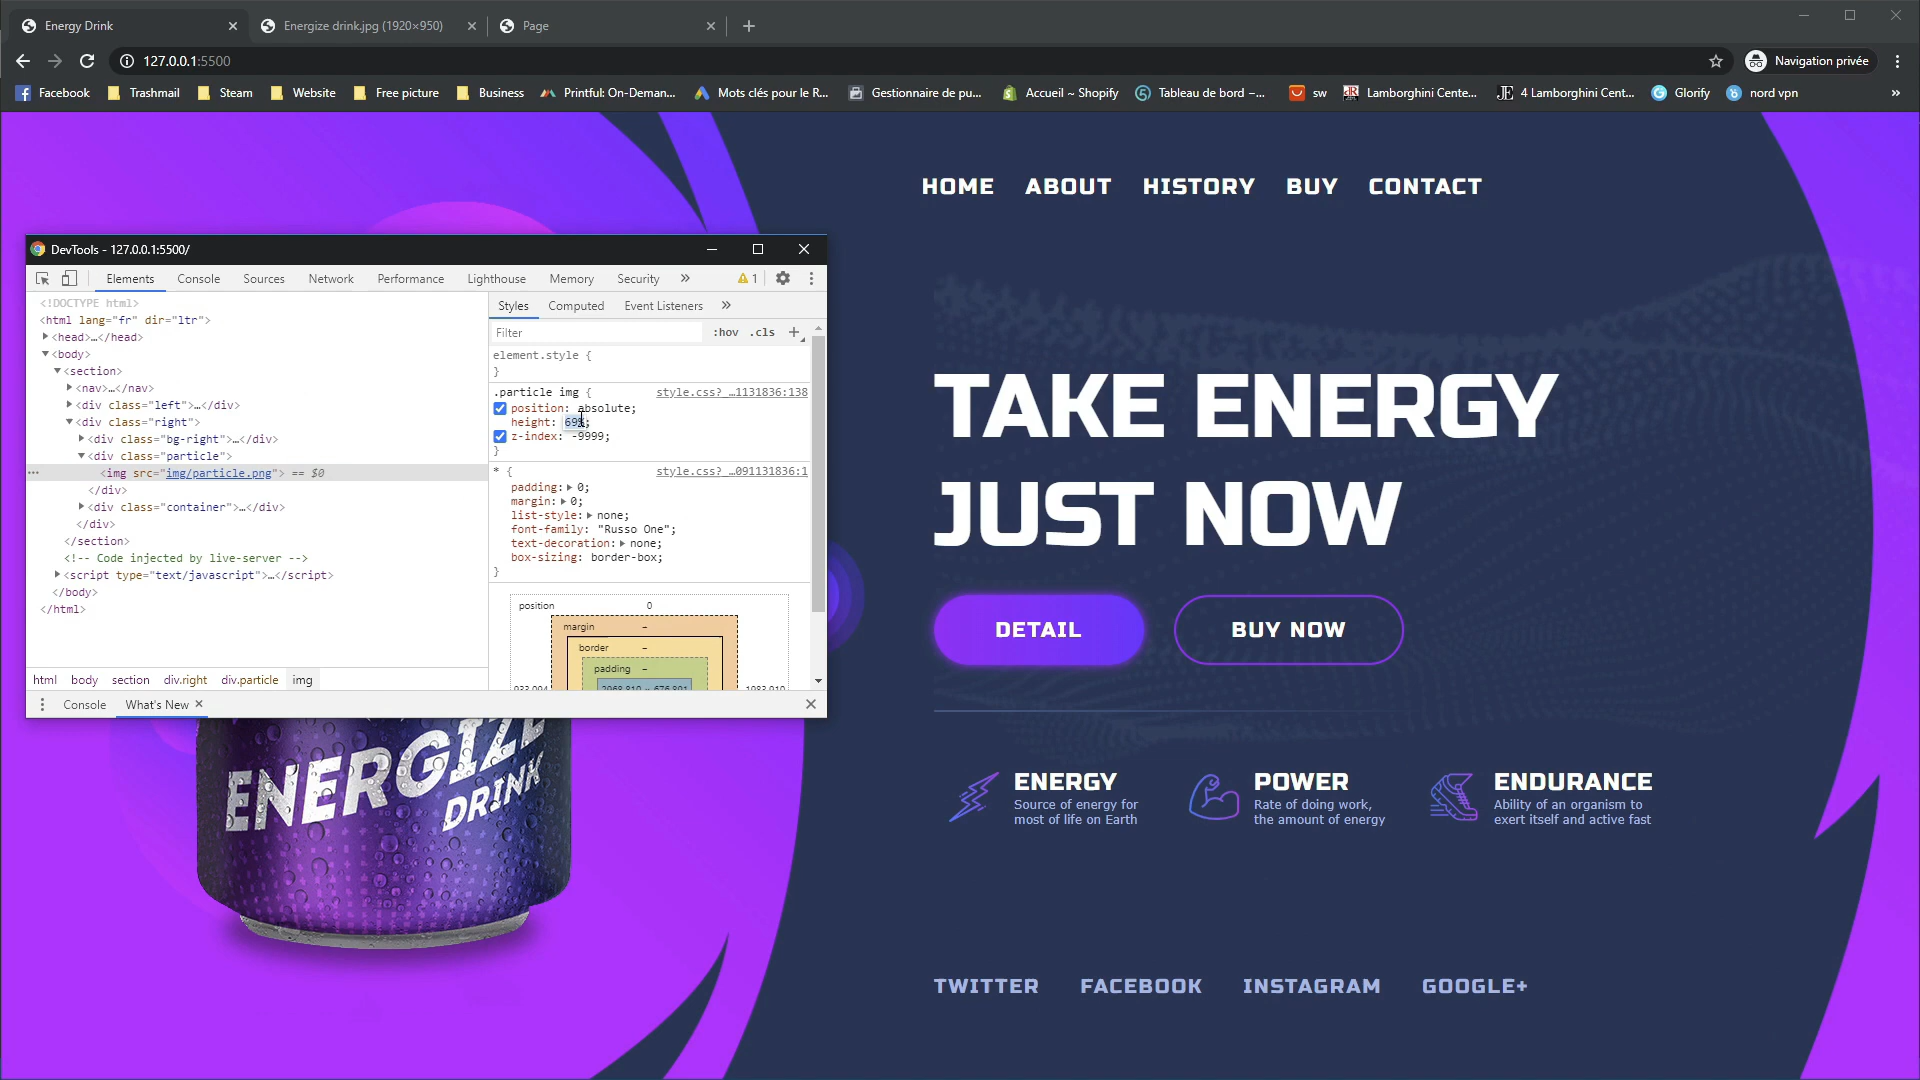 Energy Drink
Energize drink.jpg (1920×950)
Page
127.0.0.1:5500
Navigation privée
Facebook
Trashmail
Steam
Website
Free picture
Business
Printful: On-Deman...
Mots clés pour le R...
Gestionnaire de pu...
Accueil ~ Shopify
Tableau de bord –...
sw
Lamborghini Cente...
4 Lamborghini Cent...
Glorify
nord vpn
»
HOME ABOUT HISTORY BUY CONTACT
DevTools - 127.0.0.1:5500/
Elements Console Sources Network Performance Lighthouse Memory Security » 1
<!DOCTYPE html>
<html lang="fr" dir="ltr">
<head>…</head>
<body>
<section>
<nav>…</nav>
<div class="left">…</div>
<div class="right">
<div class="bg-right">…</div>
<div class="particle">
<img src="img/particle.png"> == $0
</div>
<div class="container">…</div>
</div>
</section>
<!-- Code injected by live-server -->
<script type="text/javascript">…</script>
</body>
</html>
html body section div.right div.particle img
Styles Computed Event Listeners »
Filter
:hov .cls +
element.style {
}
.particle img { style.css?_…1131836:138
position: absolute;
height: 69%;
z-index: -9999;
}
* { style.css?_…091131836:1
padding: 0;
margin: 0;
list-style: none;
font-family: "Russo One";
text-decoration: none;
box-sizing: border-box;
}
position 0
margin –
border –
padding –
Console What's New
TAKE ENERGY
JUST NOW
DETAIL
BUY NOW
ENERGY
Source of energy for
most of life on Earth
POWER
Rate of doing work,
the amount of energy
ENDURANCE
Ability of an organism to
exert itself and active fast
ENERGIZE
DRINK
TWITTER FACEBOOK INSTAGRAM GOOGLE+